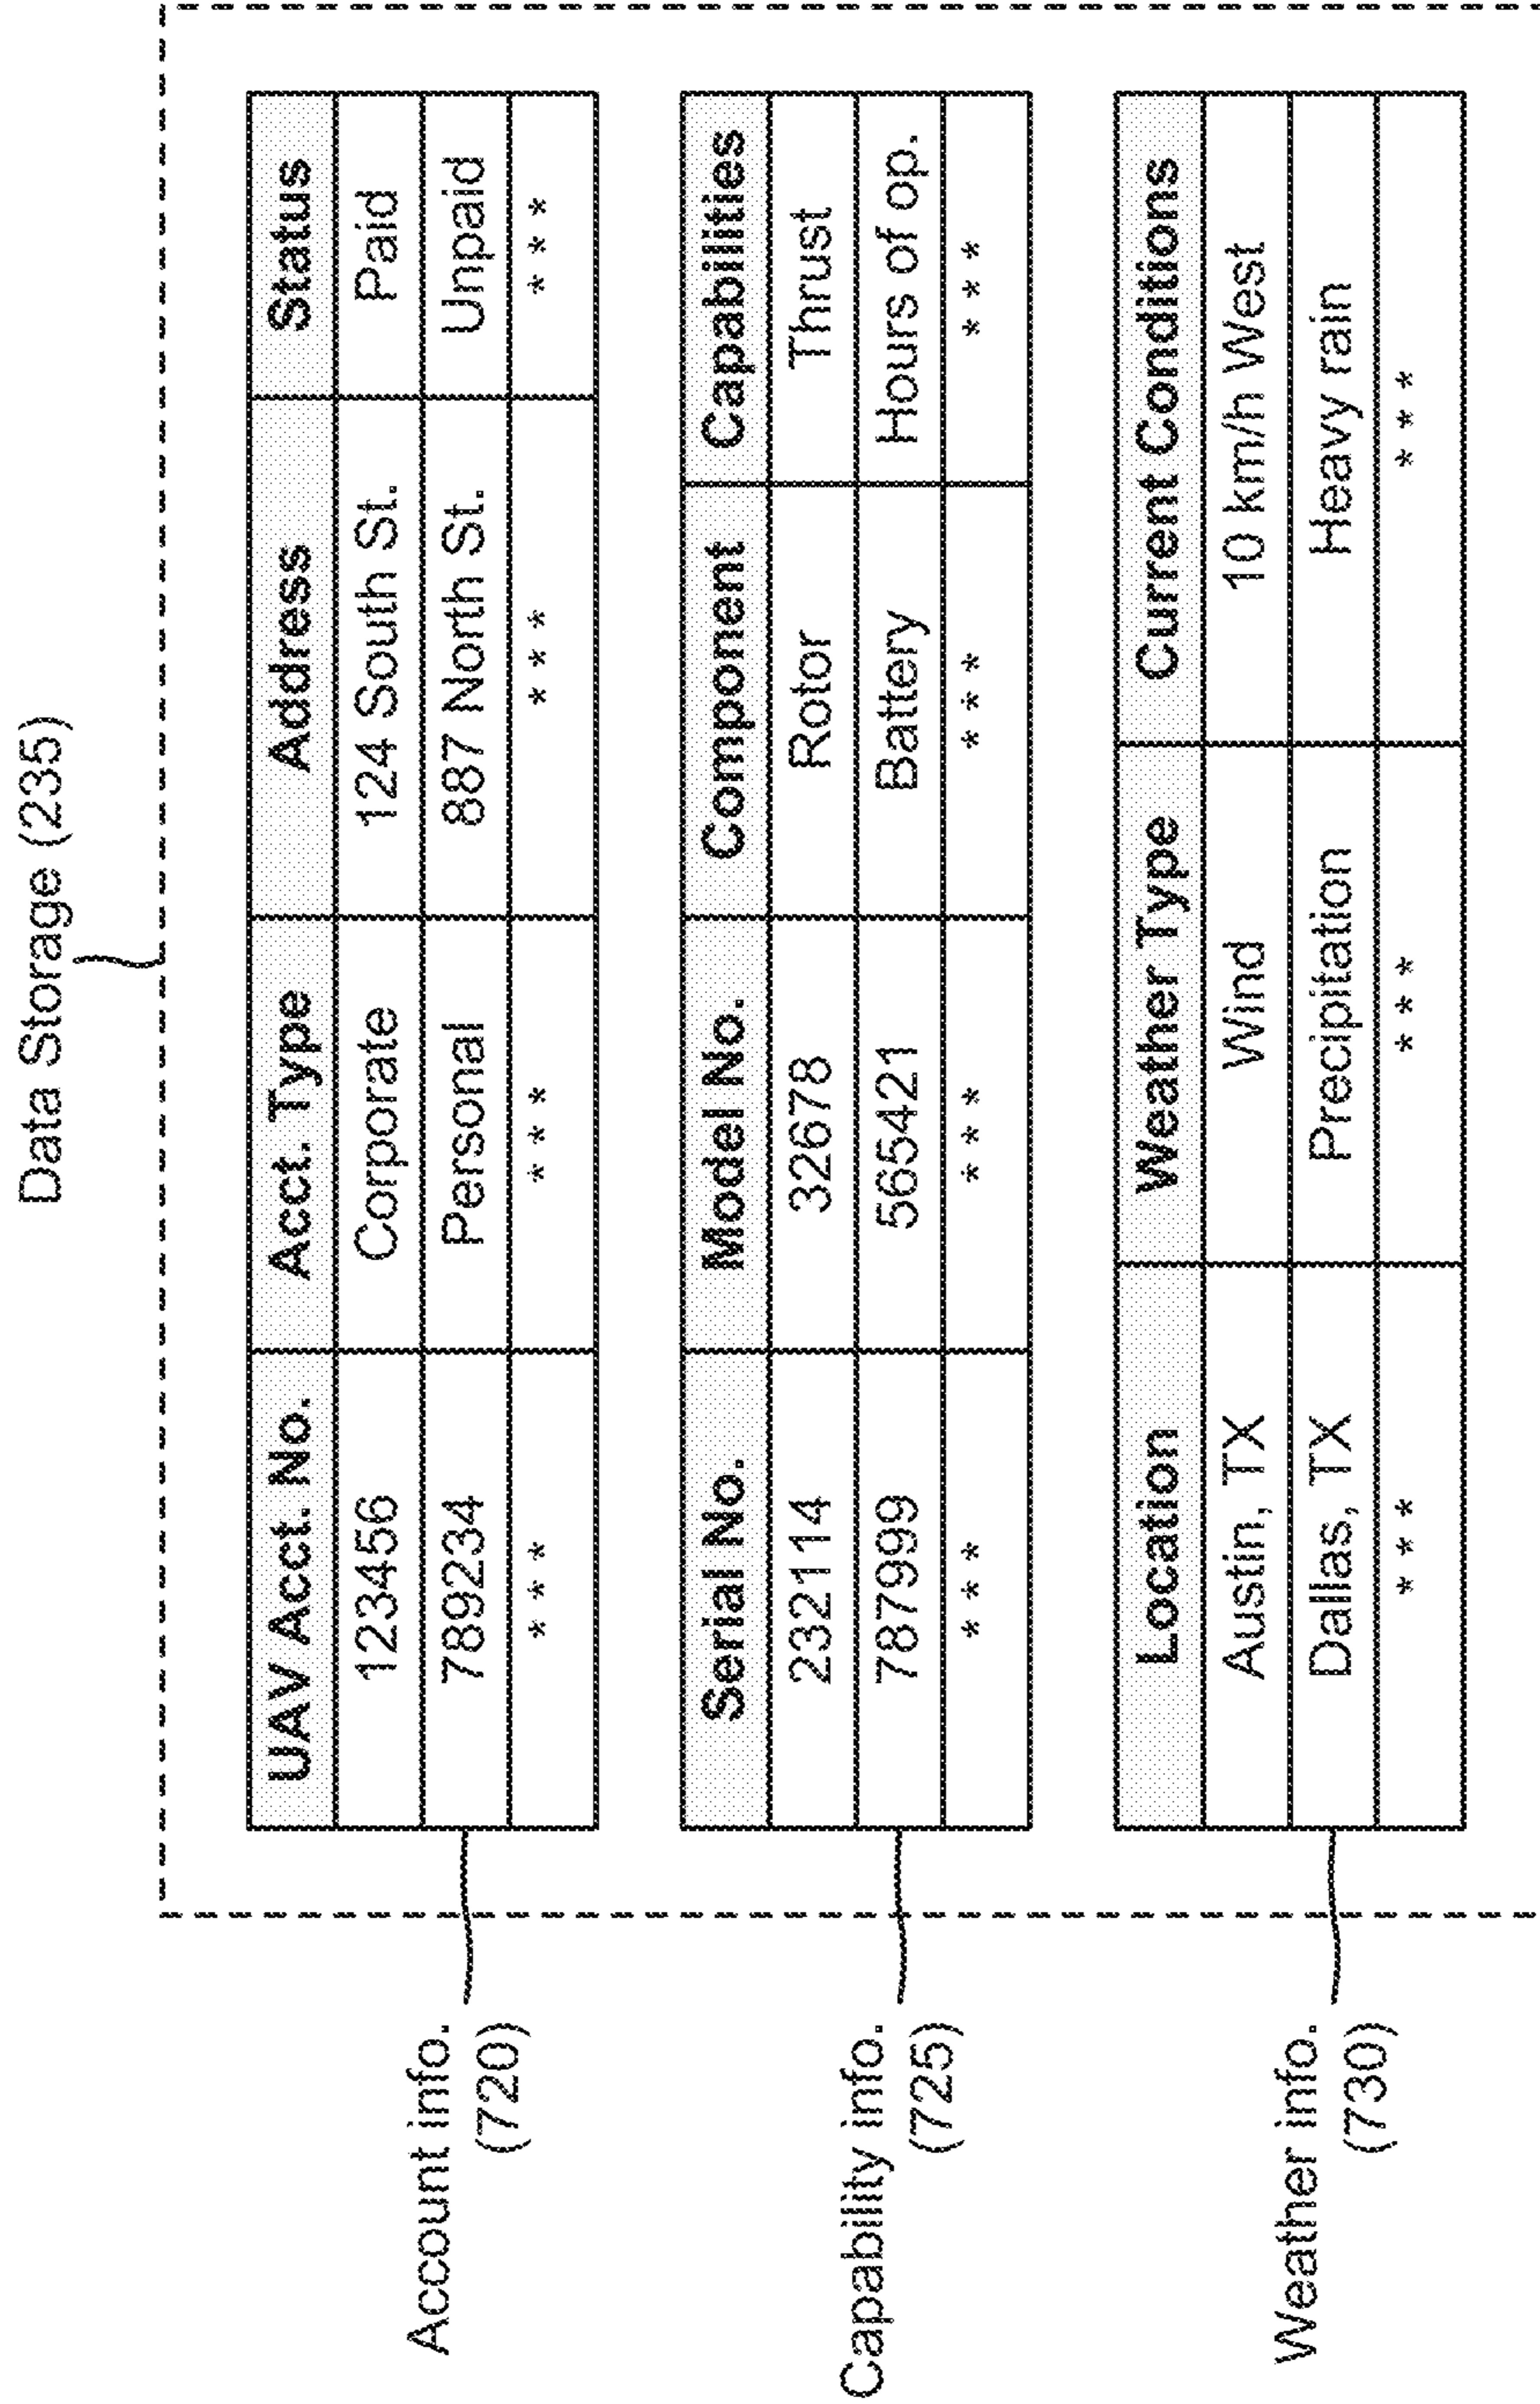 Data Storage (235)
Account info.
(720)
UAV Acct. No. Acct. Type Address Status
123456 Corporate 124 South St. Paid
789234 Personal 887 North St. Unpaid
* * * * * * * * * * * *
Capability info.
(725)
Serial No. Model No. Component Capabilities
232114 32678 Rotor Thrust
787999 565421 Battery Hours of op.
* * * * * * * * * * * *
Weather info.
(730)
Location Weather Type Current Conditions
Austin, TX Wind 10 km/h West
Dallas, TX Precipitation Heavy rain
* * * * * * * * *